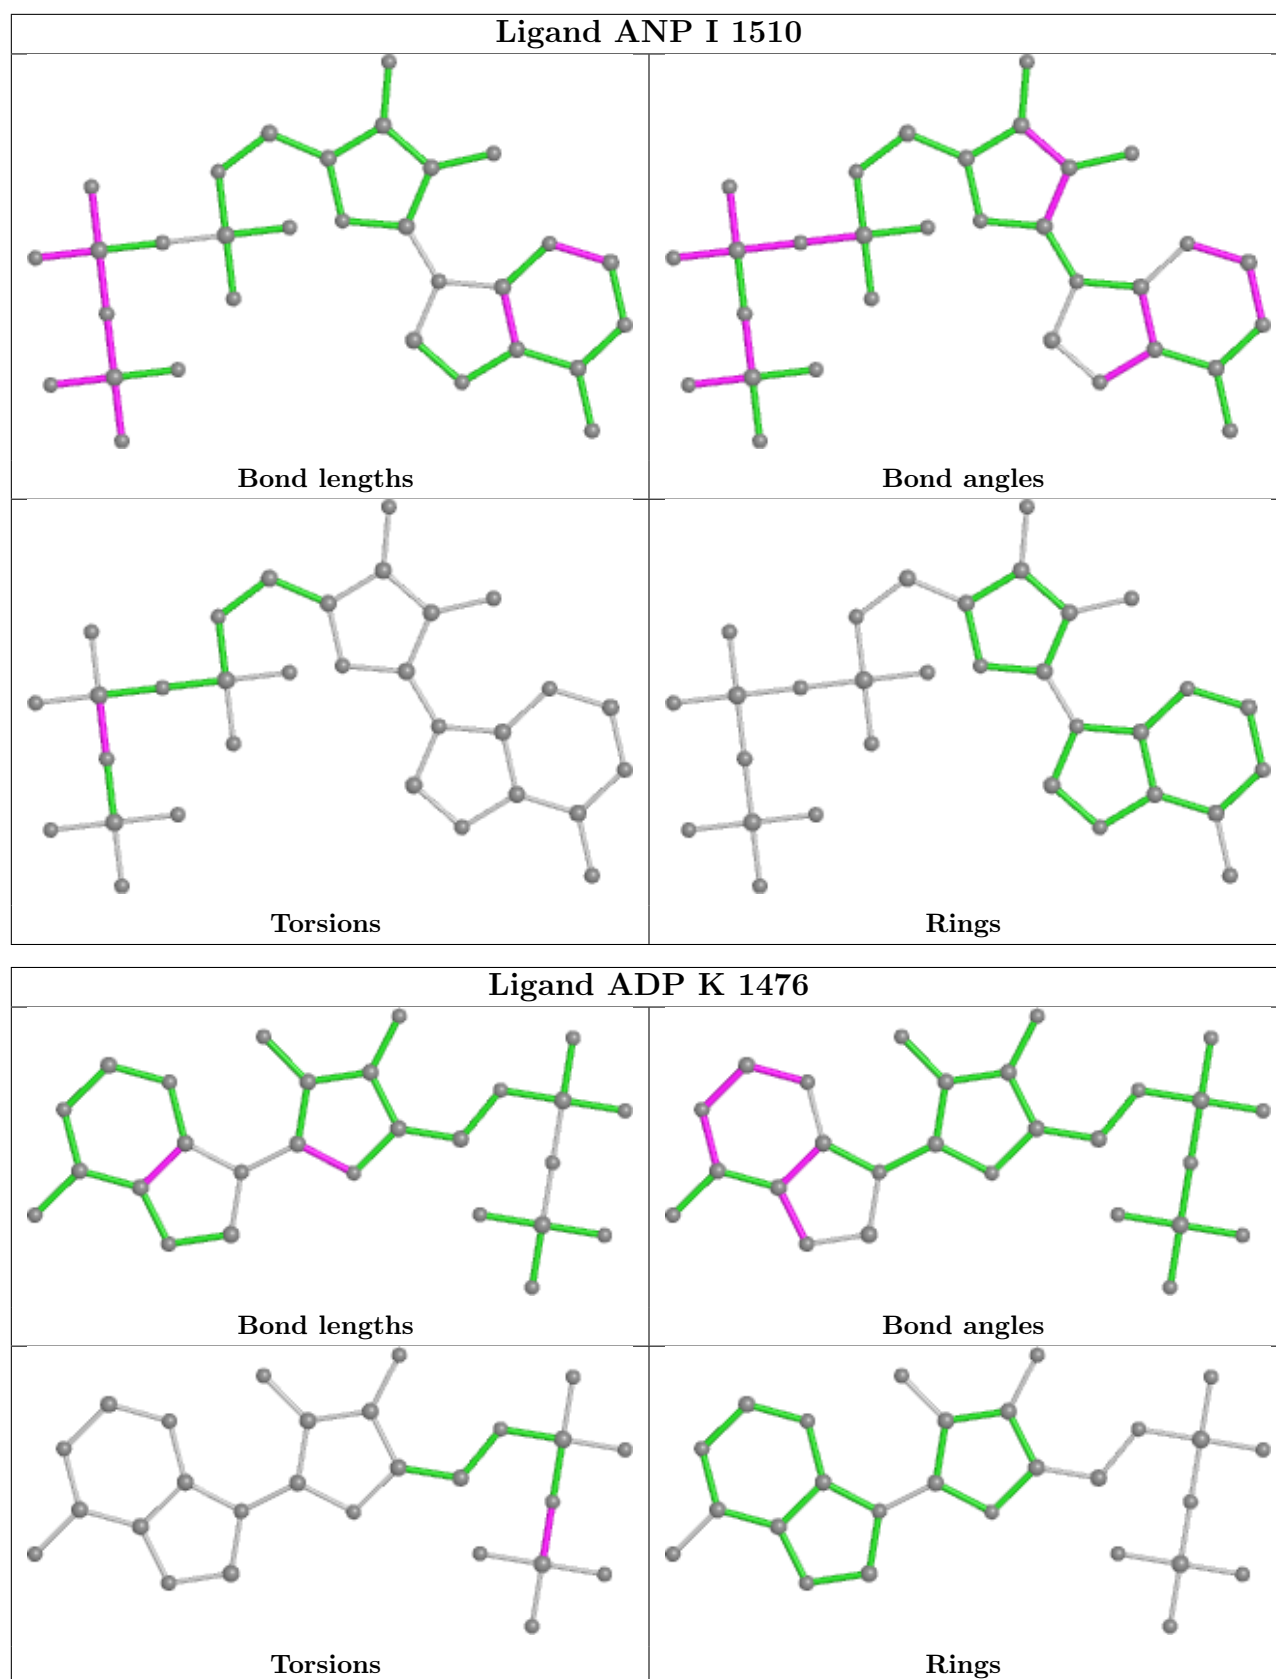 Ligand ANP I 1510
Bond lengths
Bond angles
Torsions
Rings
Ligand ADP K 1476
Bond lengths
Bond angles
Torsions
Rings